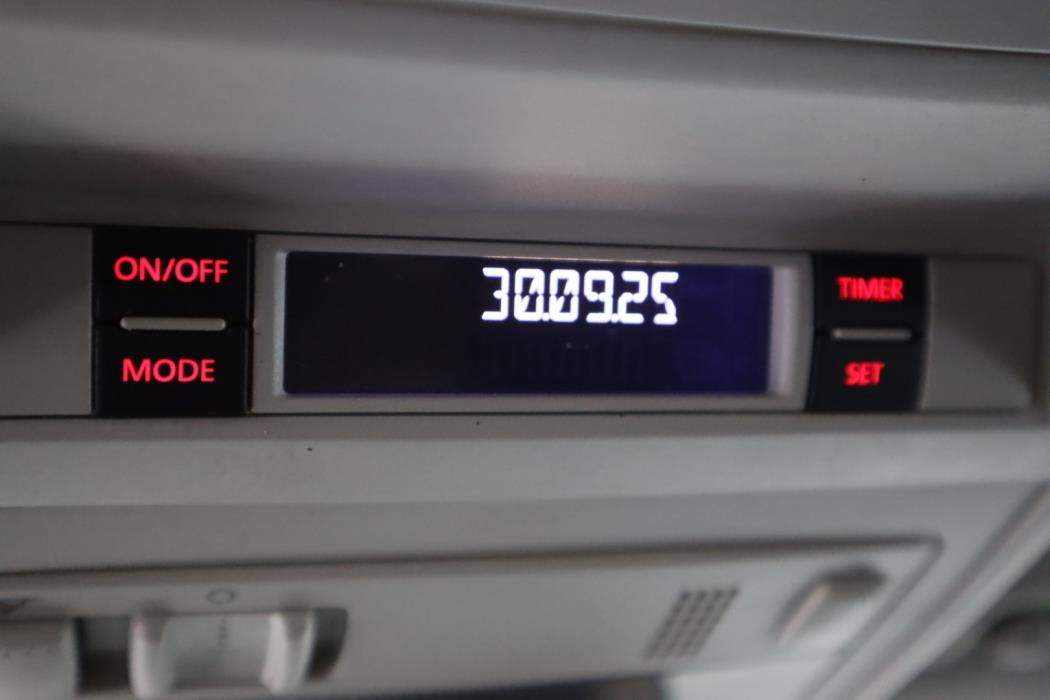 ON/OFF
MODE
30.09.25
TIMER
SET